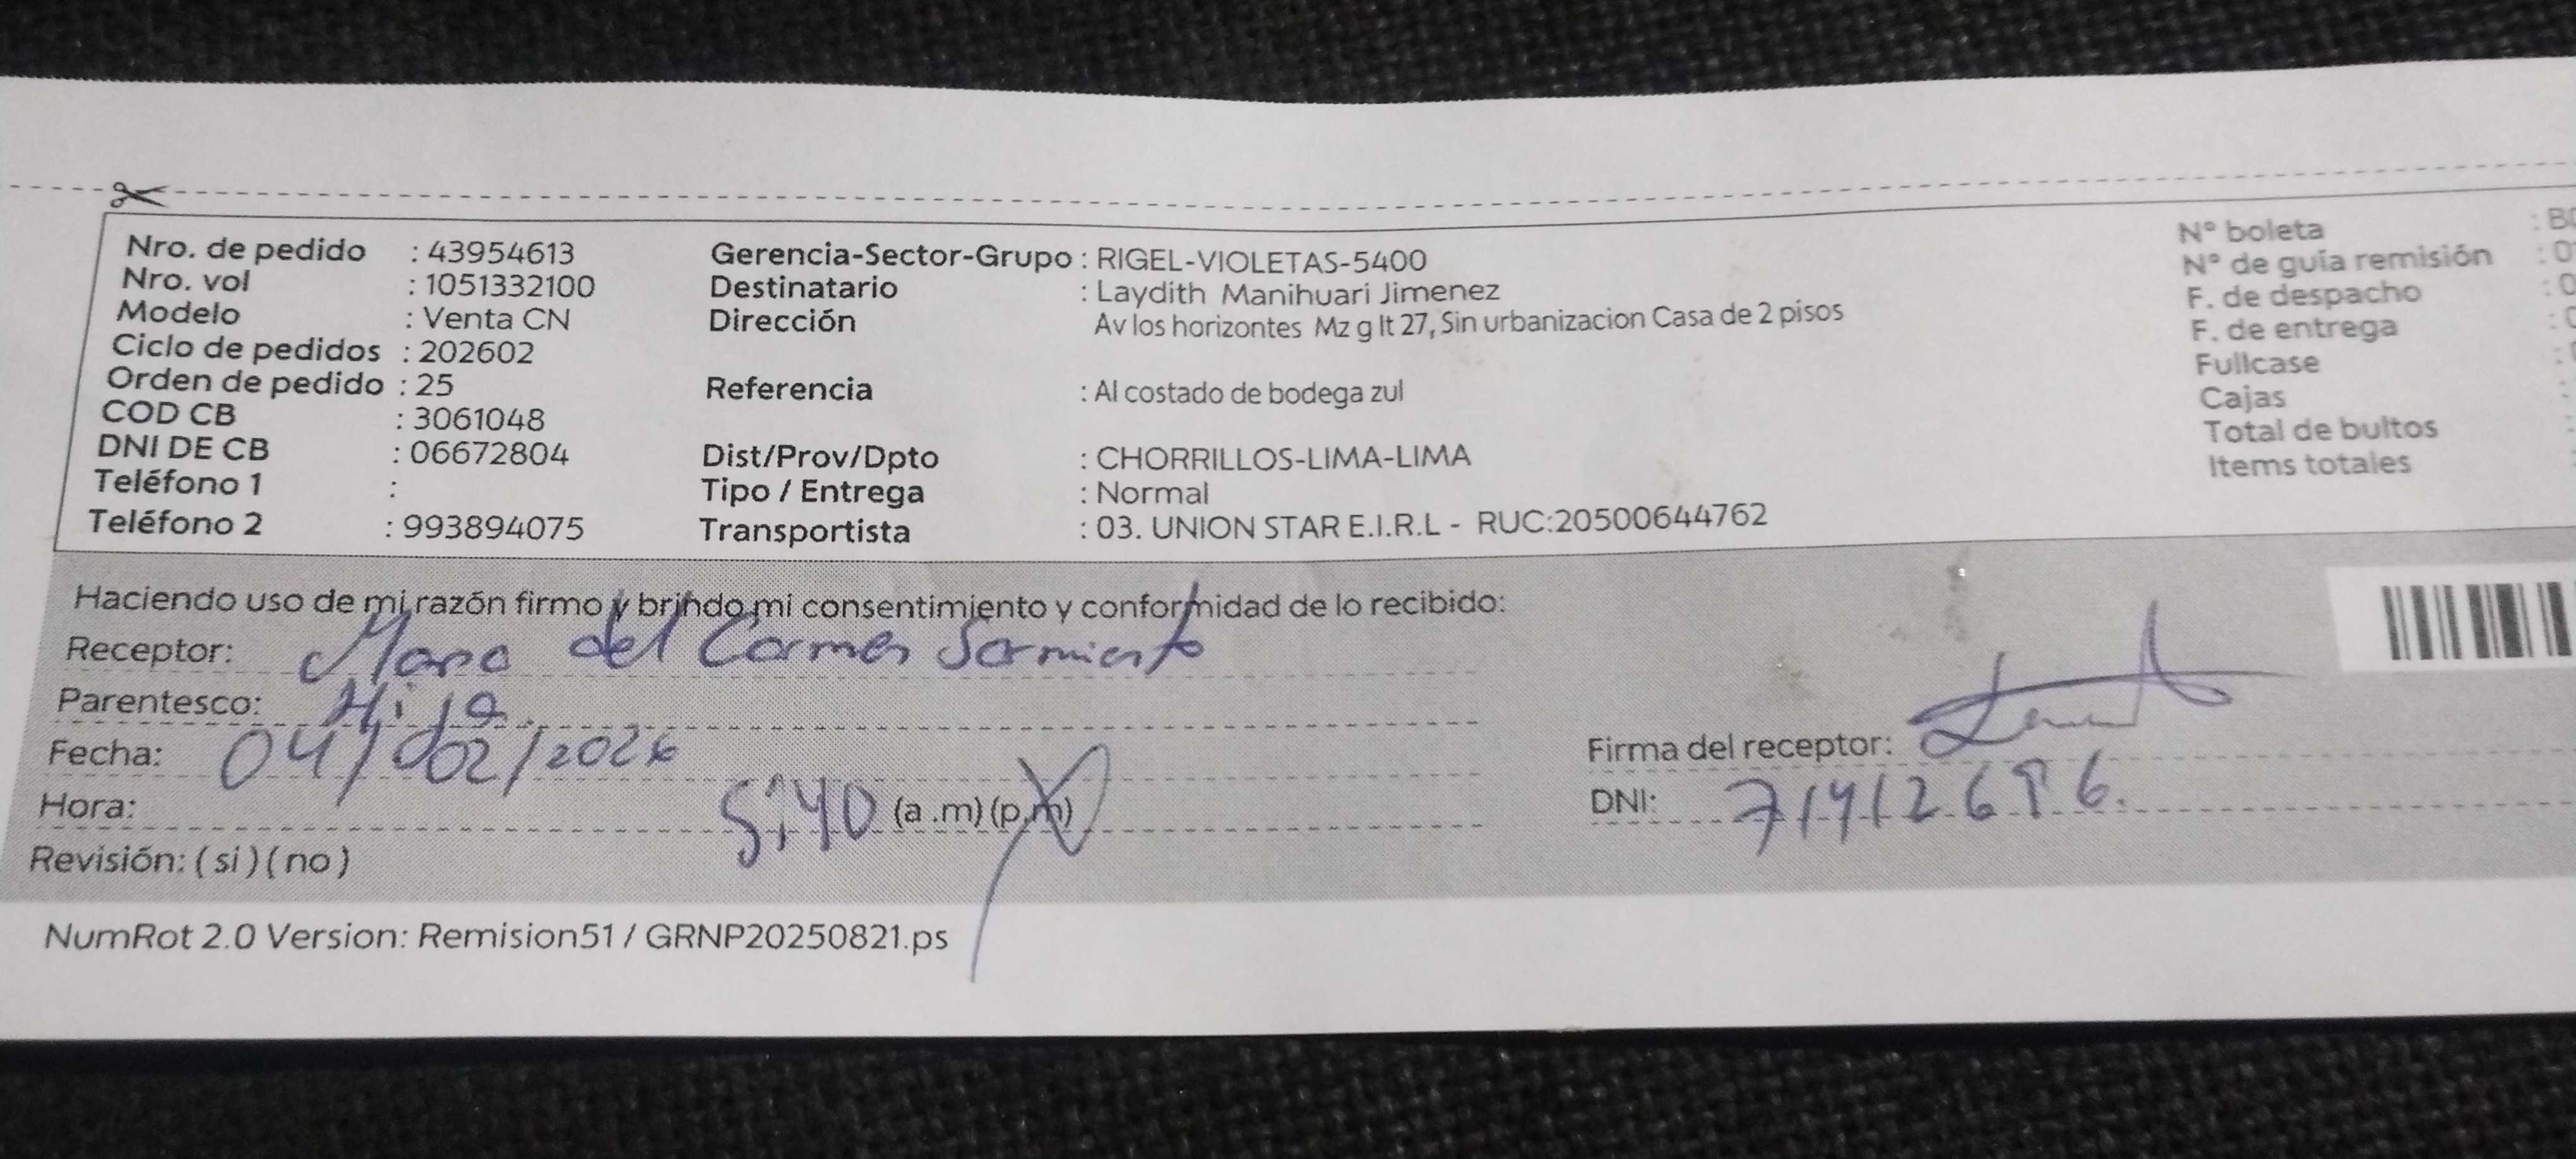 Nro. de pedido : 43954613
Nro. vol : 1051332100
Modelo : Venta CN
Ciclo de pedidos : 202602
Orden de pedido : 25
COD CB : 3061048
DNI DE CB : 06672804
Teléfono 1 :
Teléfono 2 : 993894075
Gerencia-Sector-Grupo : RIGEL-VIOLETAS-5400
Destinatario : Laydith Manihuari Jimenez
Dirección Av los horizontes Mz g lt 27, Sin urbanizacion Casa de 2 pisos
Referencia : Al costado de bodega zul
Dist/Prov/Dpto : CHORRILLOS-LIMA-LIMA
Tipo / Entrega : Normal
Transportista : 03. UNION STAR E.I.R.L - RUC:20500644762
N° boleta :
N° de guía remisión :
F. de despacho :
F. de entrega :
Fullcase :
Cajas :
Total de bultos :
Items totales :
Haciendo uso de mi razón firmo y brindo mi consentimiento y conformidad de lo recibido:
Receptor: Maria del Carmen Sarmiento
Parentesco: Hija.
Fecha: 04/02/2026
Hora: 5:40 (a .m) (p.m)
Revisión: ( si ) ( no )
Firma del receptor:
DNI:
NumRot 2.0 Version: Remision51 / GRNP20250821.ps